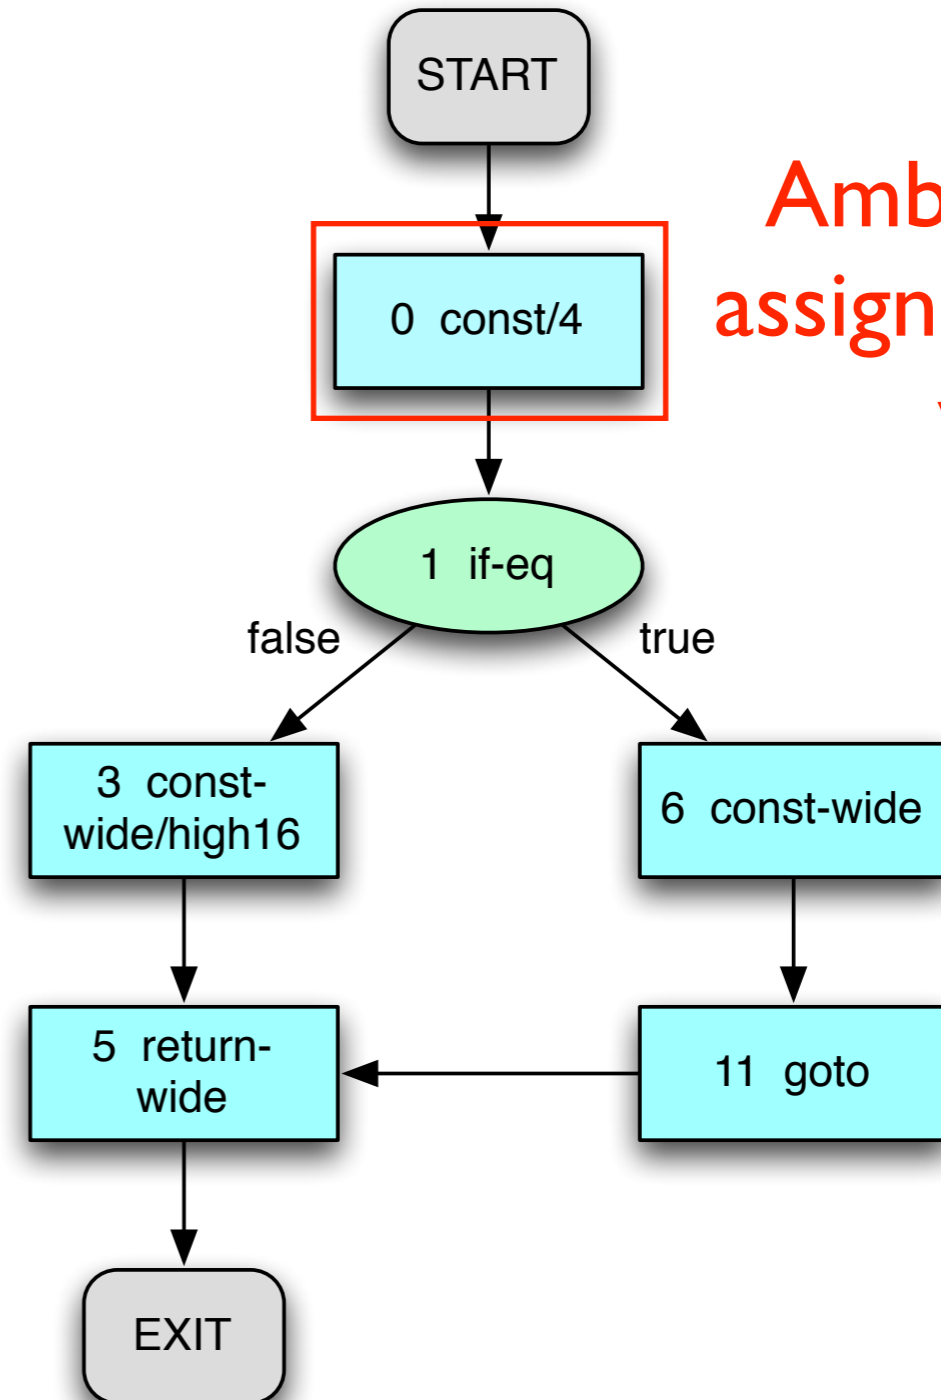 START
assign
0 const/4
1 if-eq
false
true
3 const-
wide/high16
6 const-wide
5 return-
wide
11 goto
EXIT